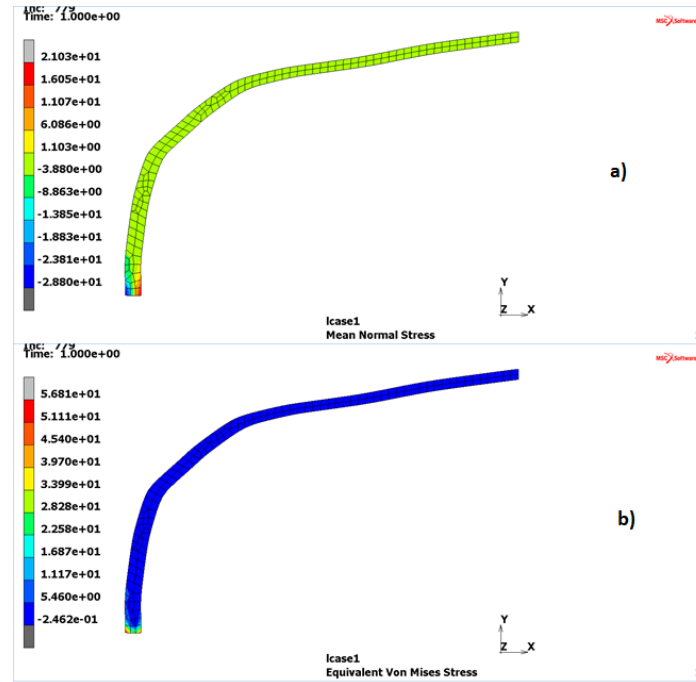 Inc: 779
Time: 1.000e+00
MSC Software
2.103e+01
1.605e+01
1.107e+01
6.086e+00
1.103e+00
-3.880e+00
-8.863e+00
-1.385e+01
-1.883e+01
-2.381e+01
-2.880e+01
a)
Y
Z X
lcase1
Mean Normal Stress
Inc: 779
Time: 1.000e+00
MSC Software
5.681e+01
5.111e+01
4.540e+01
3.970e+01
3.399e+01
2.828e+01
2.258e+01
1.687e+01
1.117e+01
5.460e+00
-2.462e-01
b)
Y
Z X
lcase1
Equivalent Von Mises Stress